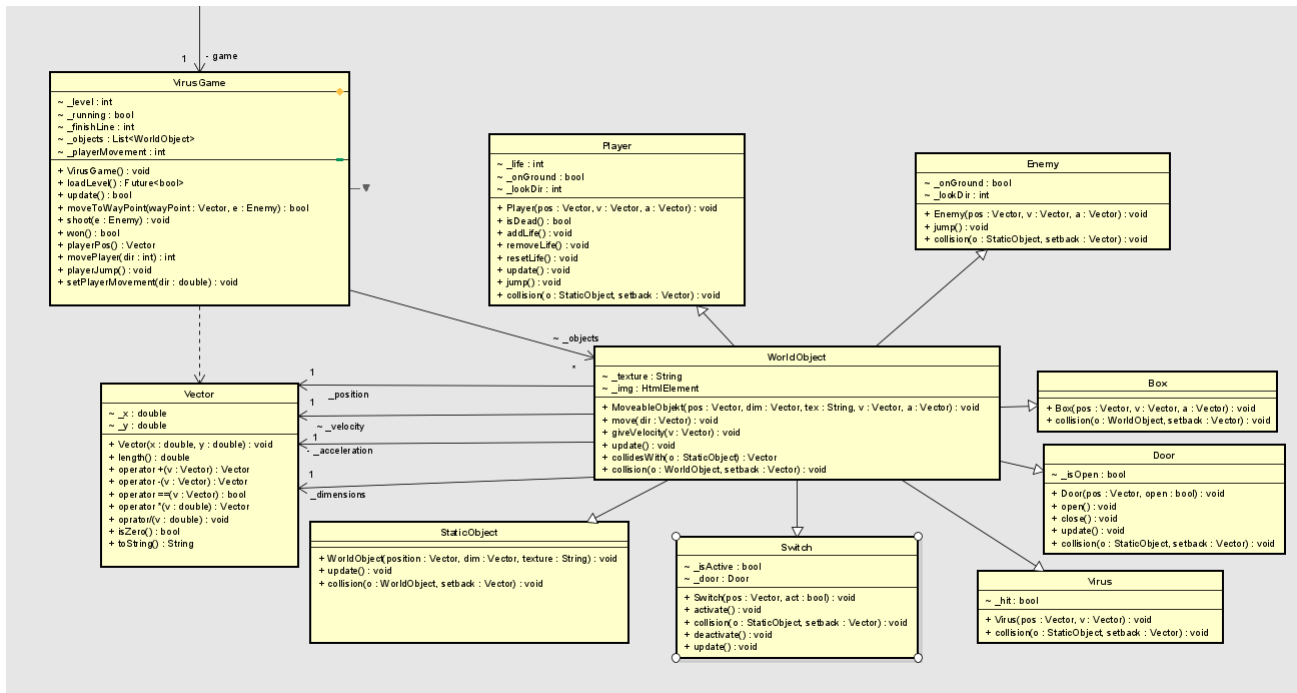 1
- game
VirusGame
~ _level : int
~ _running : bool
~ _finishLine : int
~ _objects : List<WorldObject>
~ _playerMovement : int
+ VirusGame() : void
+ loadLevel() : Future<bool>
+ update() : bool
+ moveToWayPoint(wayPoint : Vector, e : Enemy) : bool
+ shoot(e : Enemy) : void
+ won() : bool
+ playerPos() : Vector
+ movePlayer(dir : int) : int
+ playerJump() : void
+ setPlayerMovement(dir : double) : void
Player
~ _life : int
~ _onGround : bool
~ _lookDir : int
+ Player(pos : Vector, v : Vector, a : Vector) : void
+ isDead() : bool
+ addLife() : void
+ removeLife() : void
+ resetLife() : void
+ update() : void
+ jump() : void
+ collision(o : StaticObject, setback : Vector) : void
Enemy
~ _onGround : bool
~ _lookDir : int
+ Enemy(pos : Vector, v : Vector, a : Vector) : void
+ jump() : void
+ collision(o : StaticObject, setback : Vector) : void
~ _objects
*
WorldObject
~ _texture : String
~ _img : HtmlElement
+ MoveableObjekt(pos : Vector, dim : Vector, tex : String, v : Vector, a : Vector) : void
+ move(dir : Vector) : void
+ giveVelocity(v : Vector) : void
+ update() : void
+ collidesWith(o : StaticObject) : Vector
+ collision(o : WorldObject, setback : Vector) : void
1
_position
1
~ _velocity
1
- _acceleration
1
_dimensions
Vector
~ _x : double
~ _y : double
+ Vector(x : double, y : double) : void
+ length() : double
+ operator +(v : Vector) : Vector
+ operator -(v : Vector) : Vector
+ operator ==(v : Vector) : bool
+ operator *(v : double) : Vector
+ oprator/(v : double) : void
+ isZero() : bool
+ toString() : String
Box
+ Box(pos : Vector, v : Vector, a : Vector) : void
+ collision(o : WorldObject, setback : Vector) : void
Door
~ _isOpen : bool
+ Door(pos : Vector, open : bool) : void
+ open() : void
+ close() : void
+ update() : void
+ collision(o : StaticObject, setback : Vector) : void
StaticObject
+ WorldObject(position : Vector, dim : Vector, texture : String) : void
+ update() : void
+ collision(o : WorldObject, setback : Vector) : void
Switch
~ _isActive : bool
~ _door : Door
+ Switch(pos : Vector, act : bool) : void
+ activate() : void
+ collision(o : StaticObject, setback : Vector) : void
+ deactivate() : void
+ update() : void
Virus
~ _hit : bool
+ Virus(pos : Vector, v : Vector) : void
+ collision(o : StaticObject, setback : Vector) : void